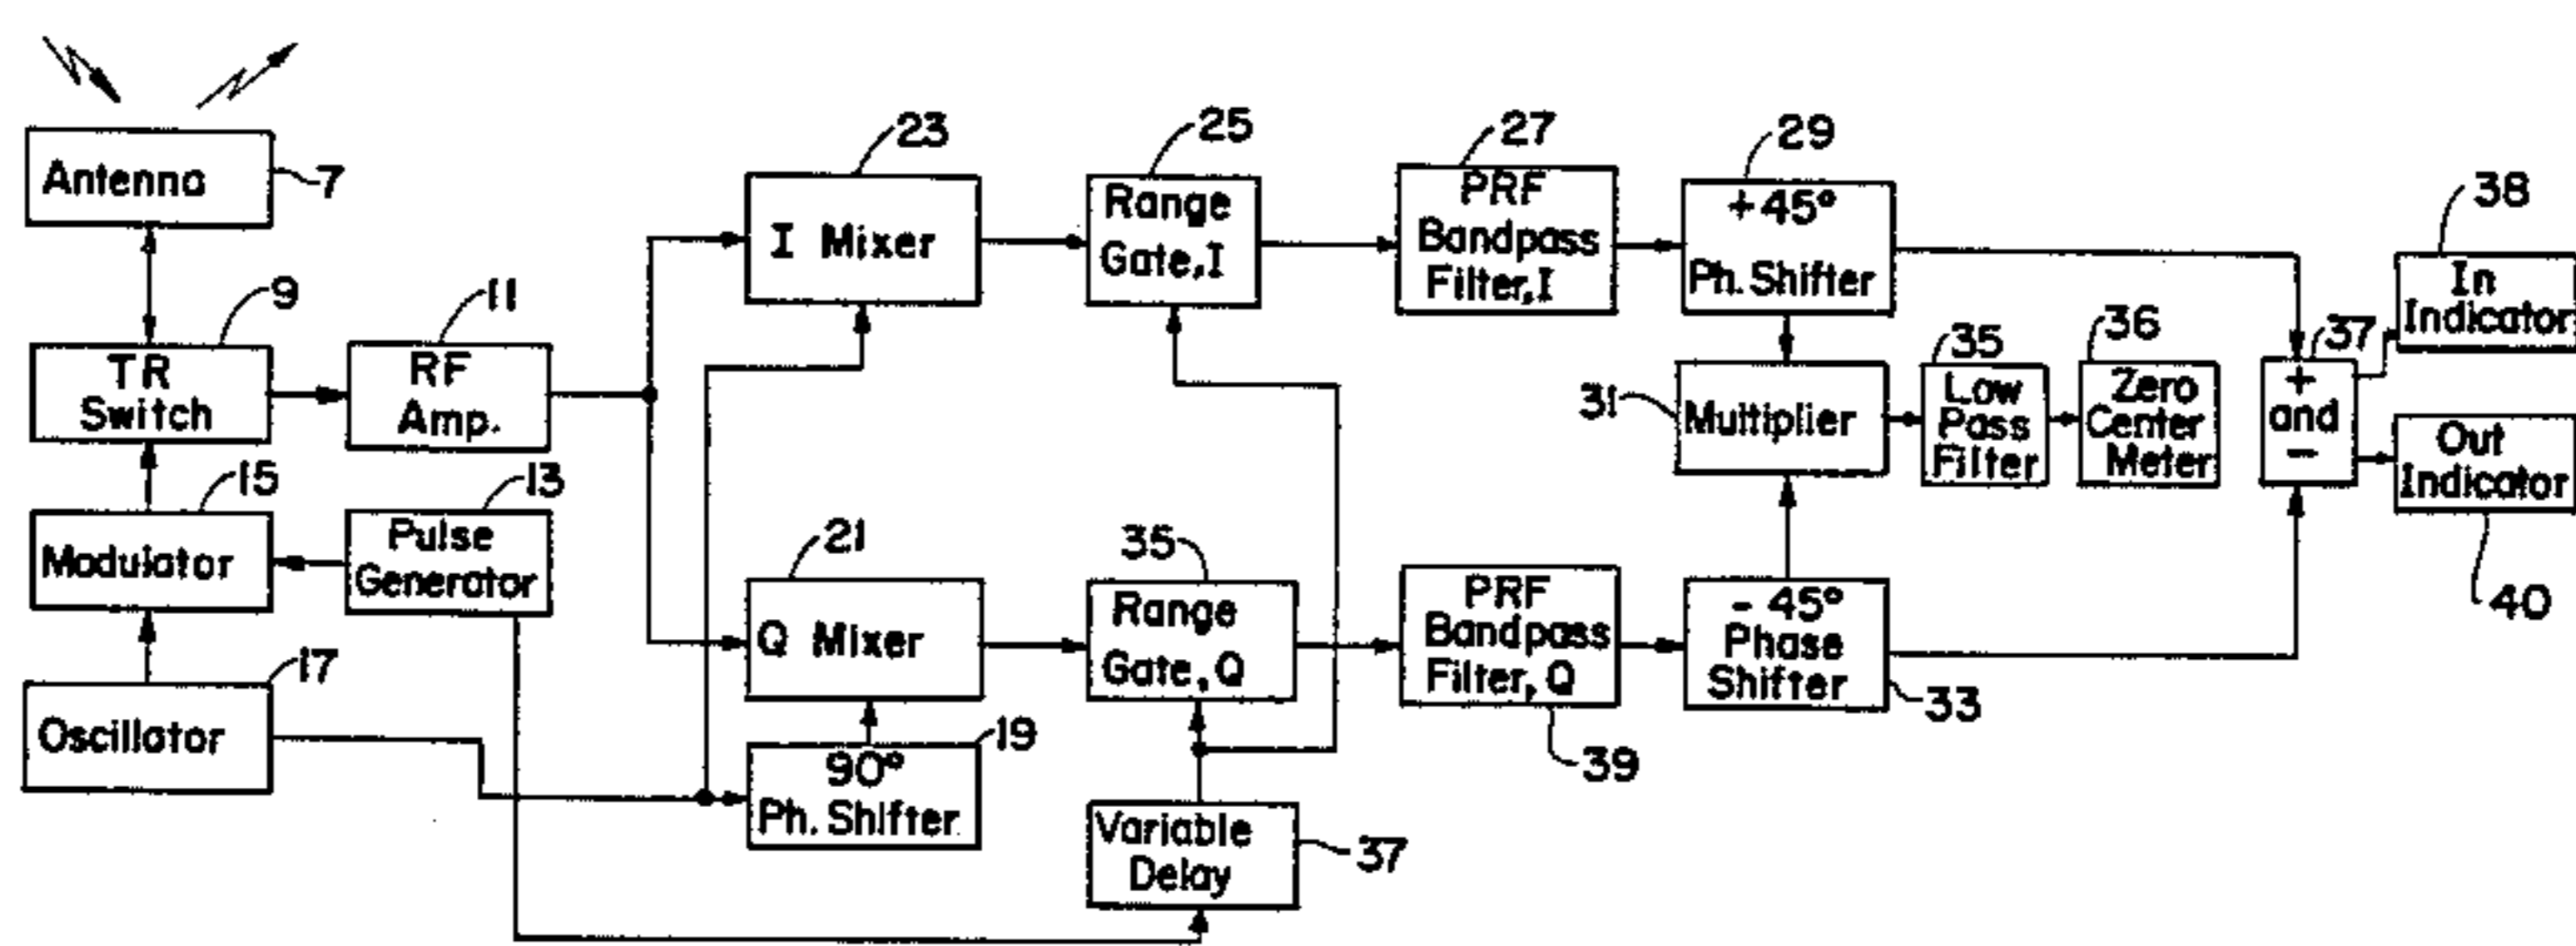 Antenna
7
TR
Switch
9
RF
Amp.
11
Modulator
15
Pulse
Generator
13
Oscillator
17
I Mixer
23
Q Mixer
21
90°
Ph. Shifter
19
Range
Gate, I
25
Range
Gate, Q
35
Variable
Delay
37
PRF
Bandpass
Filter, I
27
PRF
Bandpass
Filter, Q
39
+45°
Ph. Shifter
29
Multiplier
31
- 45°
Phase
Shifter
33
Low
Pass
Filter
35
Zero
Center
Meter
36
+
and
-
37
In
Indicator
38
Out
Indicator
40